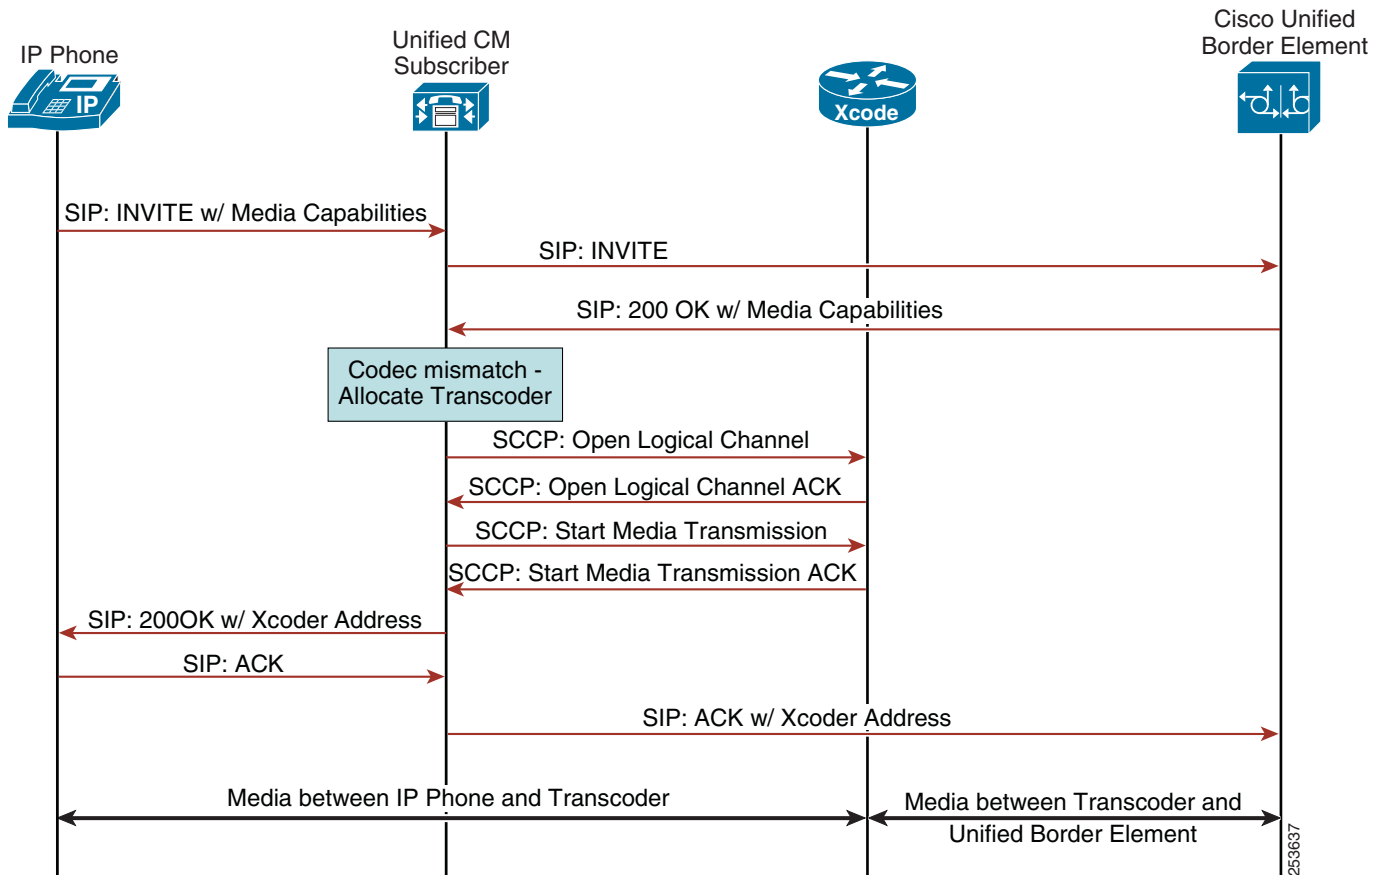 IP Phone
Unified CM
Subscriber
Cisco Unified
Border Element
IP
Xcode
SIP: INVITE w/ Media Capabilities
SIP: INVITE
SIP: 200 OK w/ Media Capabilities
Codec mismatch -
Allocate Transcoder
SCCP: Open Logical Channel
SCCP: Open Logical Channel ACK
SCCP: Start Media Transmission
SCCP: Start Media Transmission ACK
SIP: 200OK w/ Xcoder Address
SIP: ACK
SIP: ACK w/ Xcoder Address
Media between IP Phone and Transcoder
Media between Transcoder and
Unified Border Element
253637